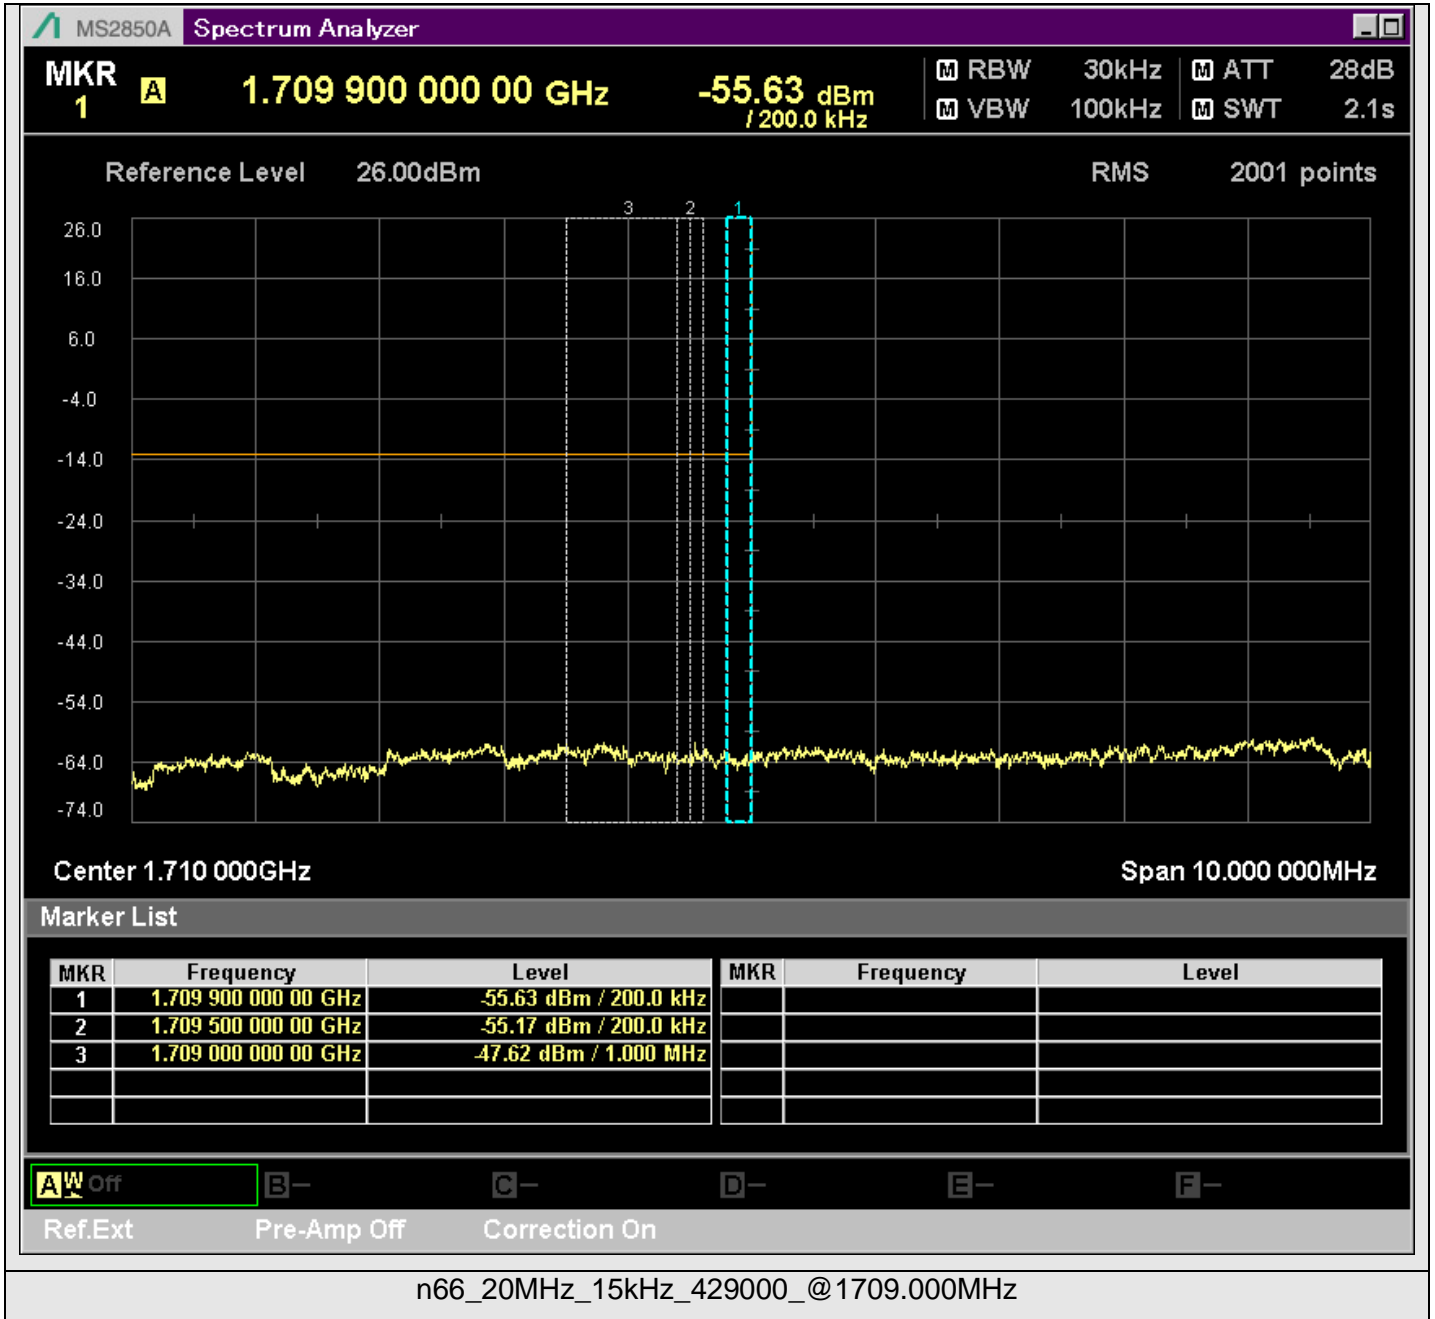 MS2850A Spectrum Analyzer
MKR 1 A 1.709 900 000 00 GHz -55.63 dBm / 200.0 kHz
M RBW 30kHz M ATT 28dB
M VBW 100kHz M SWT 2.1s
Reference Level 26.00dBm RMS 2001 points
3 2 1
26.0
16.0
6.0
-4.0
-14.0
-24.0
-34.0
-44.0
-54.0
-64.0
-74.0
Center 1.710 000GHz Span 10.000 000MHz
Marker List
MKR Frequency Level MKR Frequency Level
1 1.709 900 000 00 GHz -55.63 dBm / 200.0 kHz
2 1.709 500 000 00 GHz -55.17 dBm / 200.0 kHz
3 1.709 000 000 00 GHz -47.62 dBm / 1.000 MHz
A W Off B – C – D – E – F –
Ref.Ext Pre-Amp Off Correction On
n66_20MHz_15kHz_429000_@1709.000MHz